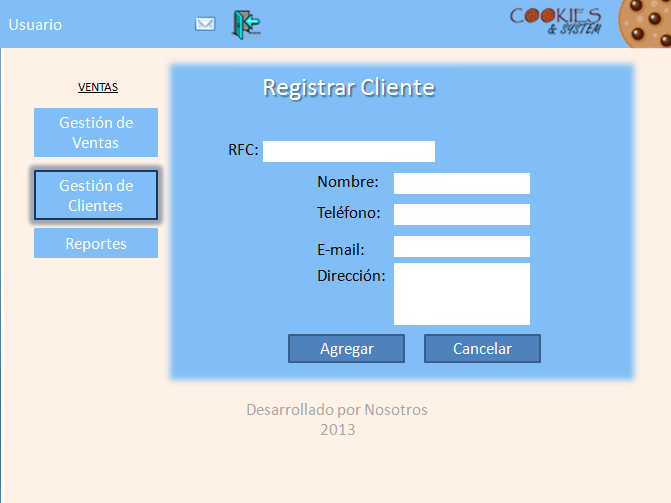 Usuario
COOKIES
& SYSTEM
VENTAS
Gestión de
Ventas
Gestión de
Clientes
Reportes
Registrar Cliente
RFC:
Nombre:
Teléfono:
E-mail:
Dirección:
Agregar
Cancelar
Desarrollado por Nosotros
2013